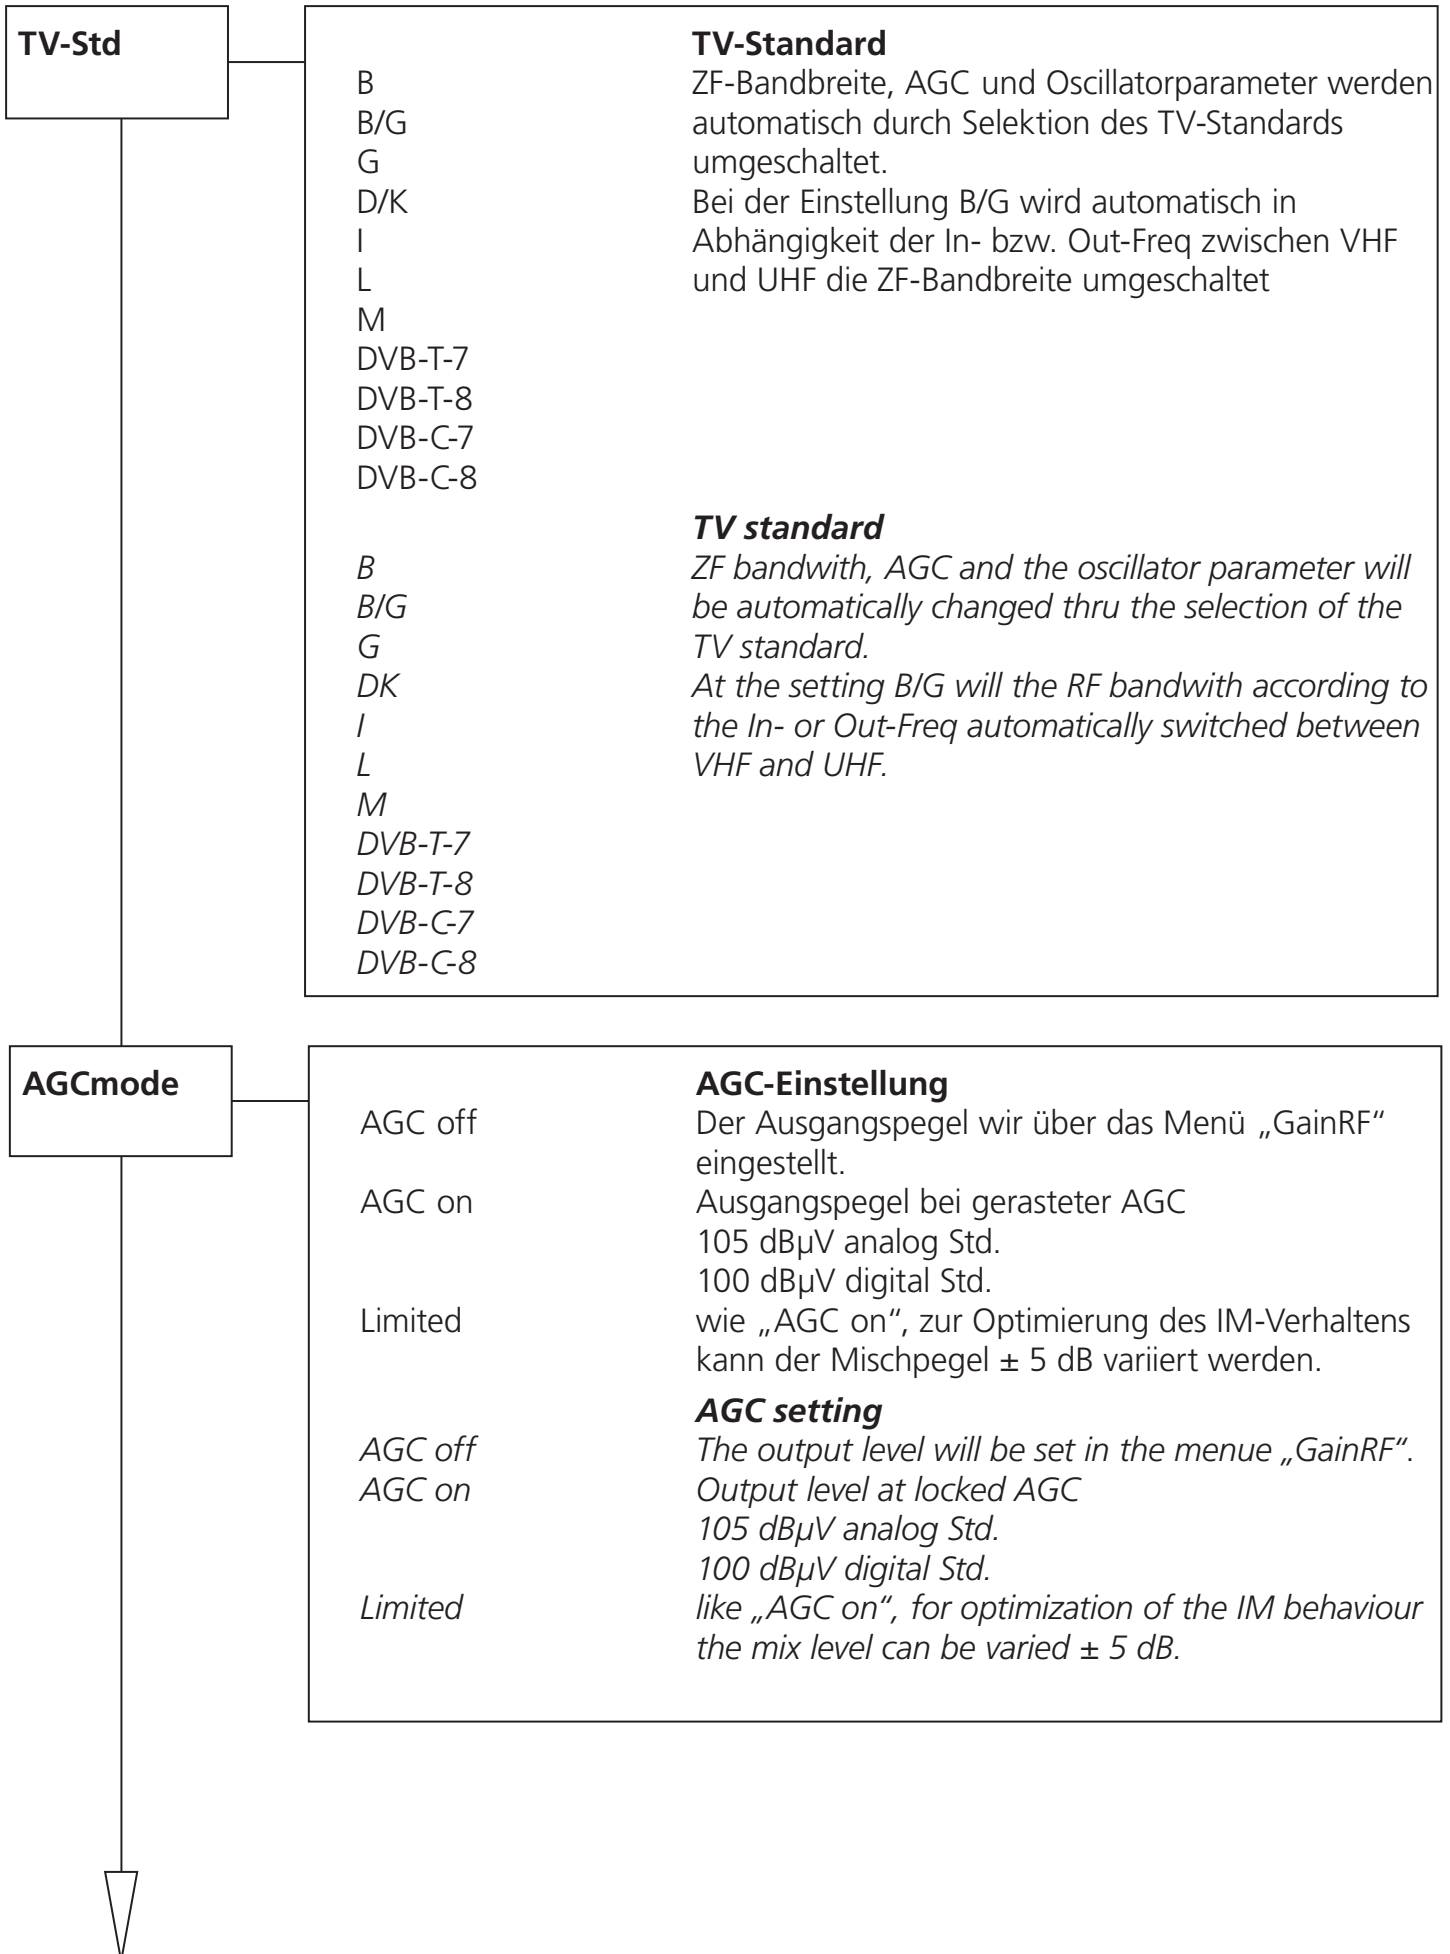 TV-Std
TV-Standard
B ZF-Bandbreite, AGC und Oscillatorparameter werden
B/G automatisch durch Selektion des TV-Standards
G umgeschaltet.
D/K Bei der Einstellung B/G wird automatisch in
I Abhängigkeit der In- bzw. Out-Freq zwischen VHF
L und UHF die ZF-Bandbreite umgeschaltet
M
DVB-T-7
DVB-T-8
DVB-C-7
DVB-C-8
TV standard
B ZF bandwith, AGC and the oscillator parameter will
B/G be automatically changed thru the selection of the
G TV standard.
DK At the setting B/G will the RF bandwith according to
I the In- or Out-Freq automatically switched between
L VHF and UHF.
M
DVB-T-7
DVB-T-8
DVB-C-7
DVB-C-8
AGCmode
AGC-Einstellung
AGC off Der Ausgangspegel wir über das Menü „GainRF“
eingestellt.
AGC on Ausgangspegel bei gerasteter AGC
105 dBµV analog Std.
100 dBµV digital Std.
Limited wie „AGC on“, zur Optimierung des IM-Verhaltens
kann der Mischpegel ± 5 dB variiert werden.
AGC setting
AGC off The output level will be set in the menue „GainRF“.
AGC on Output level at locked AGC
105 dBµV analog Std.
100 dBµV digital Std.
Limited like „AGC on“, for optimization of the IM behaviour
the mix level can be varied ± 5 dB.